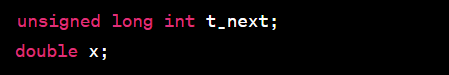 unsigned long int t_next;
double x;